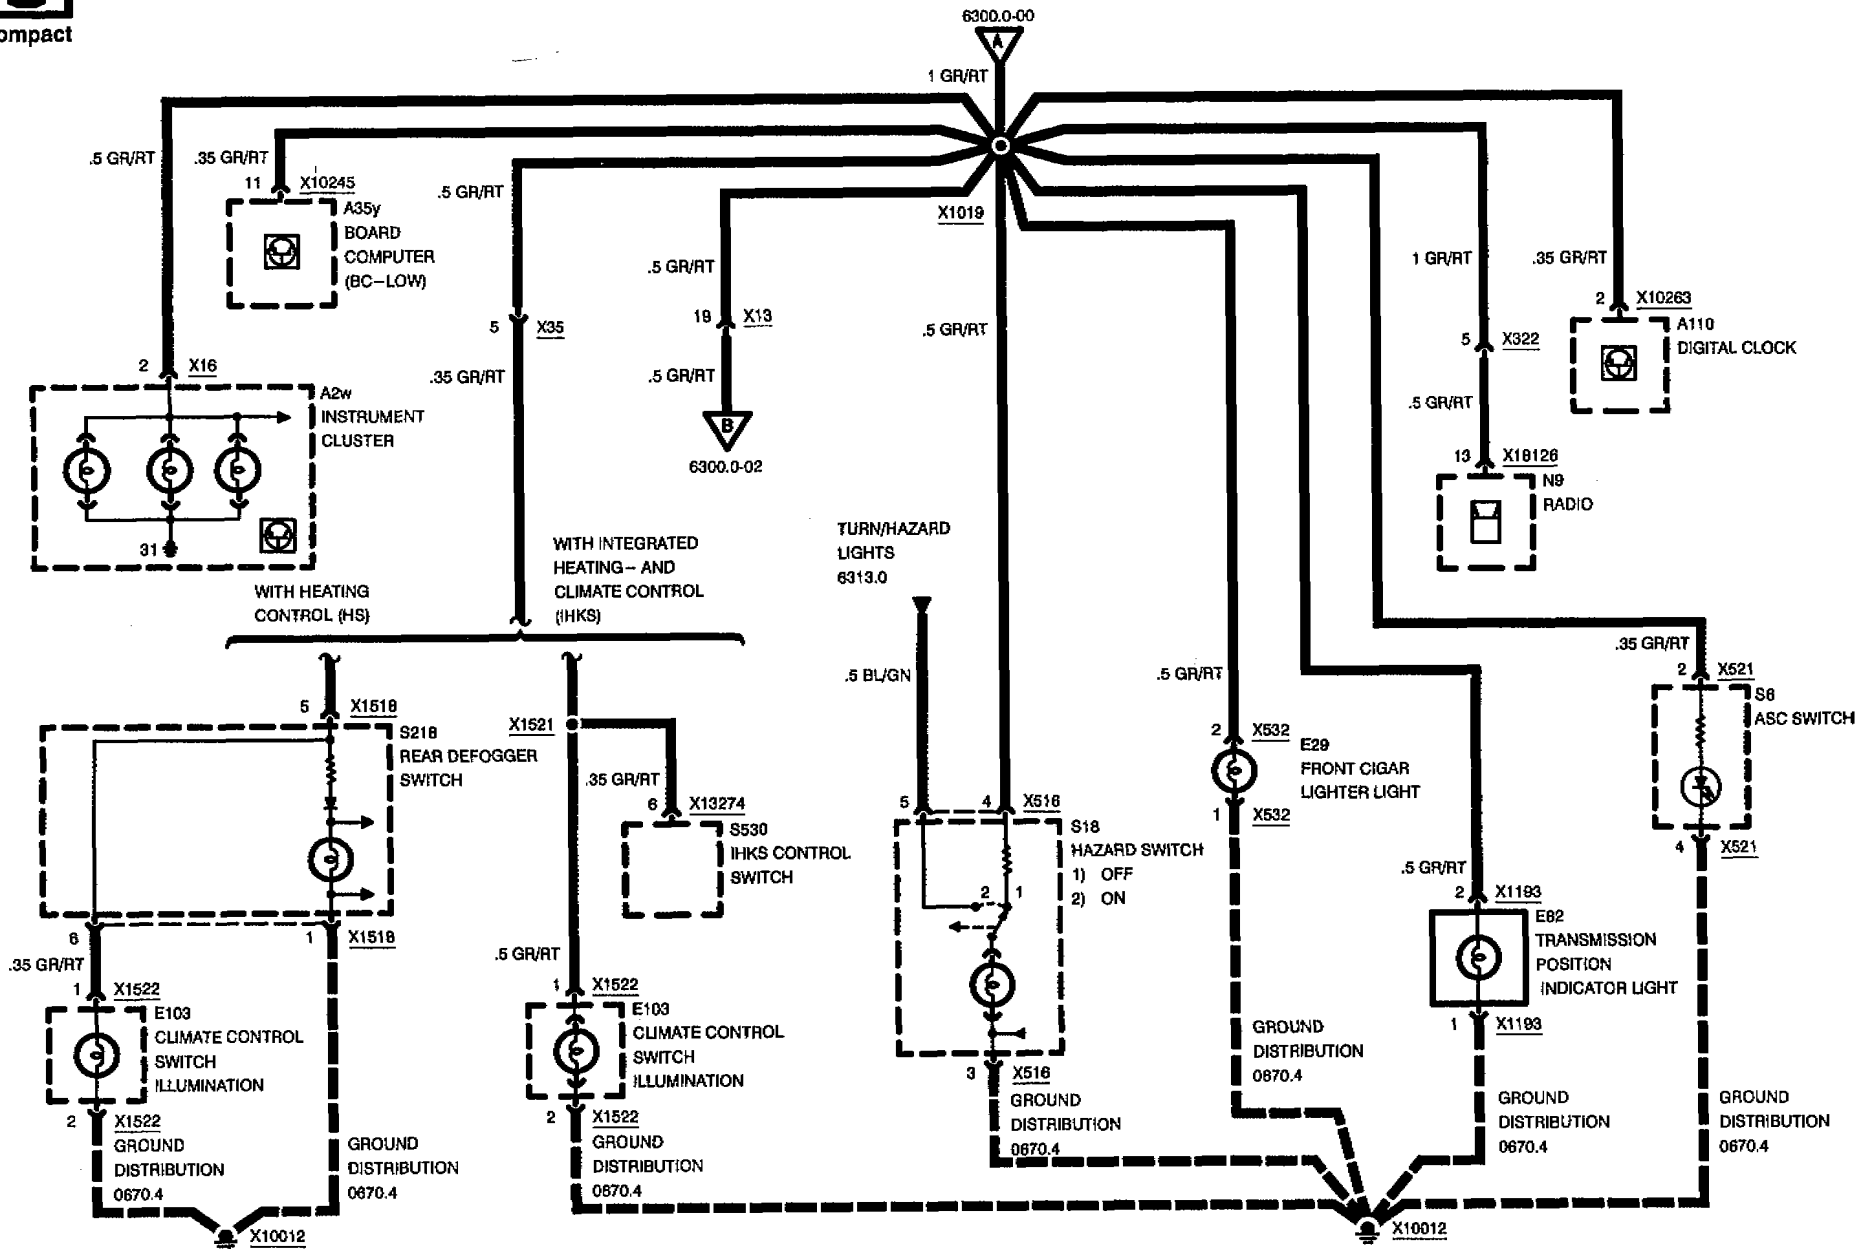 ompact
6300.0-00
A
1 GR/RT
.5 GR/RT
.35 GR/RT
11 X10245
A35y
BOARD
COMPUTER
(BC-LOW)
.5 GR/RT
X1019
.5 GR/RT
19 X13
.5 GR/RT
B
6300.0-02
5 X35
.35 GR/RT
.5 GR/RT
1 GR/RT
.35 GR/RT
2 X10263
A110
DIGITAL CLOCK
5 X322
.5 GR/RT
13 X18126
N9
RADIO
2 X16
A2w
INSTRUMENT
CLUSTER
31
WITH HEATING
CONTROL (HS)
WITH INTEGRATED
HEATING- AND
CLIMATE CONTROL
(IHKS)
TURN/HAZARD
LIGHTS
6313.0
.5 BL/GN
.5 GR/RT
.35 GR/RT
2 X521
S6
ASC SWITCH
4 X521
5 X1518
S218
REAR DEFOGGER
SWITCH
6
1 X1518
.35 GR/RT
1 X1522
E103
CLIMATE CONTROL
SWITCH
ILLUMINATION
2 X1522
GROUND
DISTRIBUTION
0670.4
GROUND
DISTRIBUTION
0670.4
X10012
X1521
.35 GR/RT
6 X13274
S530
IHKS CONTROL
SWITCH
.5 GR/RT
1 X1522
E103
CLIMATE CONTROL
SWITCH
ILLUMINATION
2 X1522
GROUND
DISTRIBUTION
0670.4
5 4 X516
S18
HAZARD SWITCH
1) OFF
2) ON
2 1
3 X516
GROUND
DISTRIBUTION
0670.4
2 X532
E29
FRONT CIGAR
LIGHTER LIGHT
1 X532
GROUND
DISTRIBUTION
0670.4
.5 GR/RT
2 X1193
E82
TRANSMISSION
POSITION
INDICATOR LIGHT
1 X1193
GROUND
DISTRIBUTION
0670.4
GROUND
DISTRIBUTION
0670.4
X10012